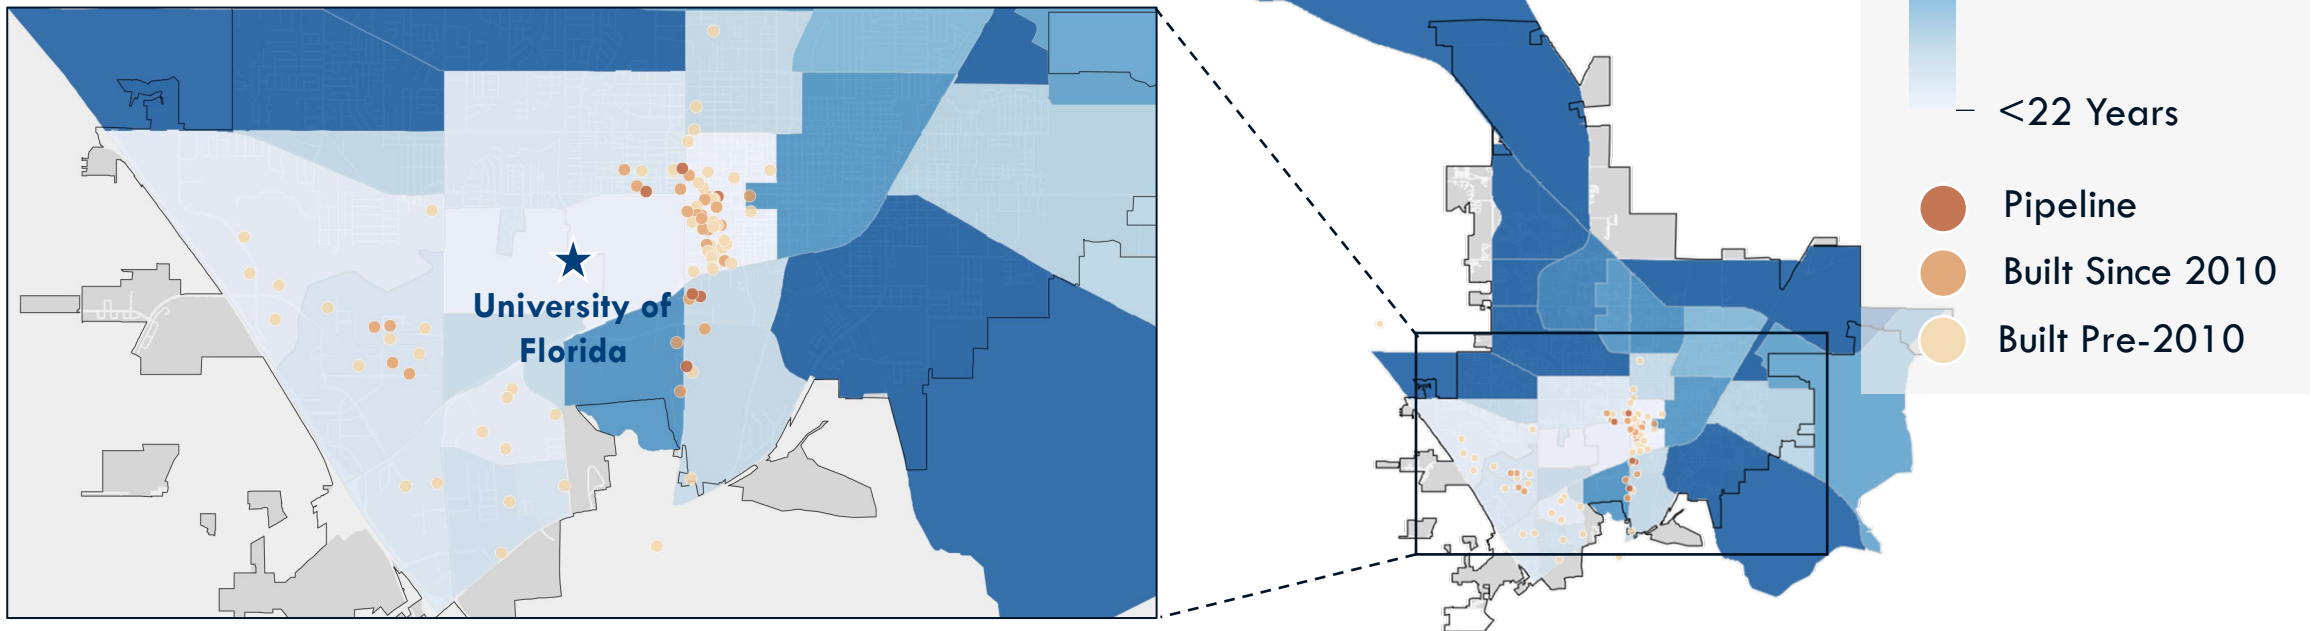 University of
Florida
<22 Years
Pipeline
Built Since 2010
Built Pre-2010